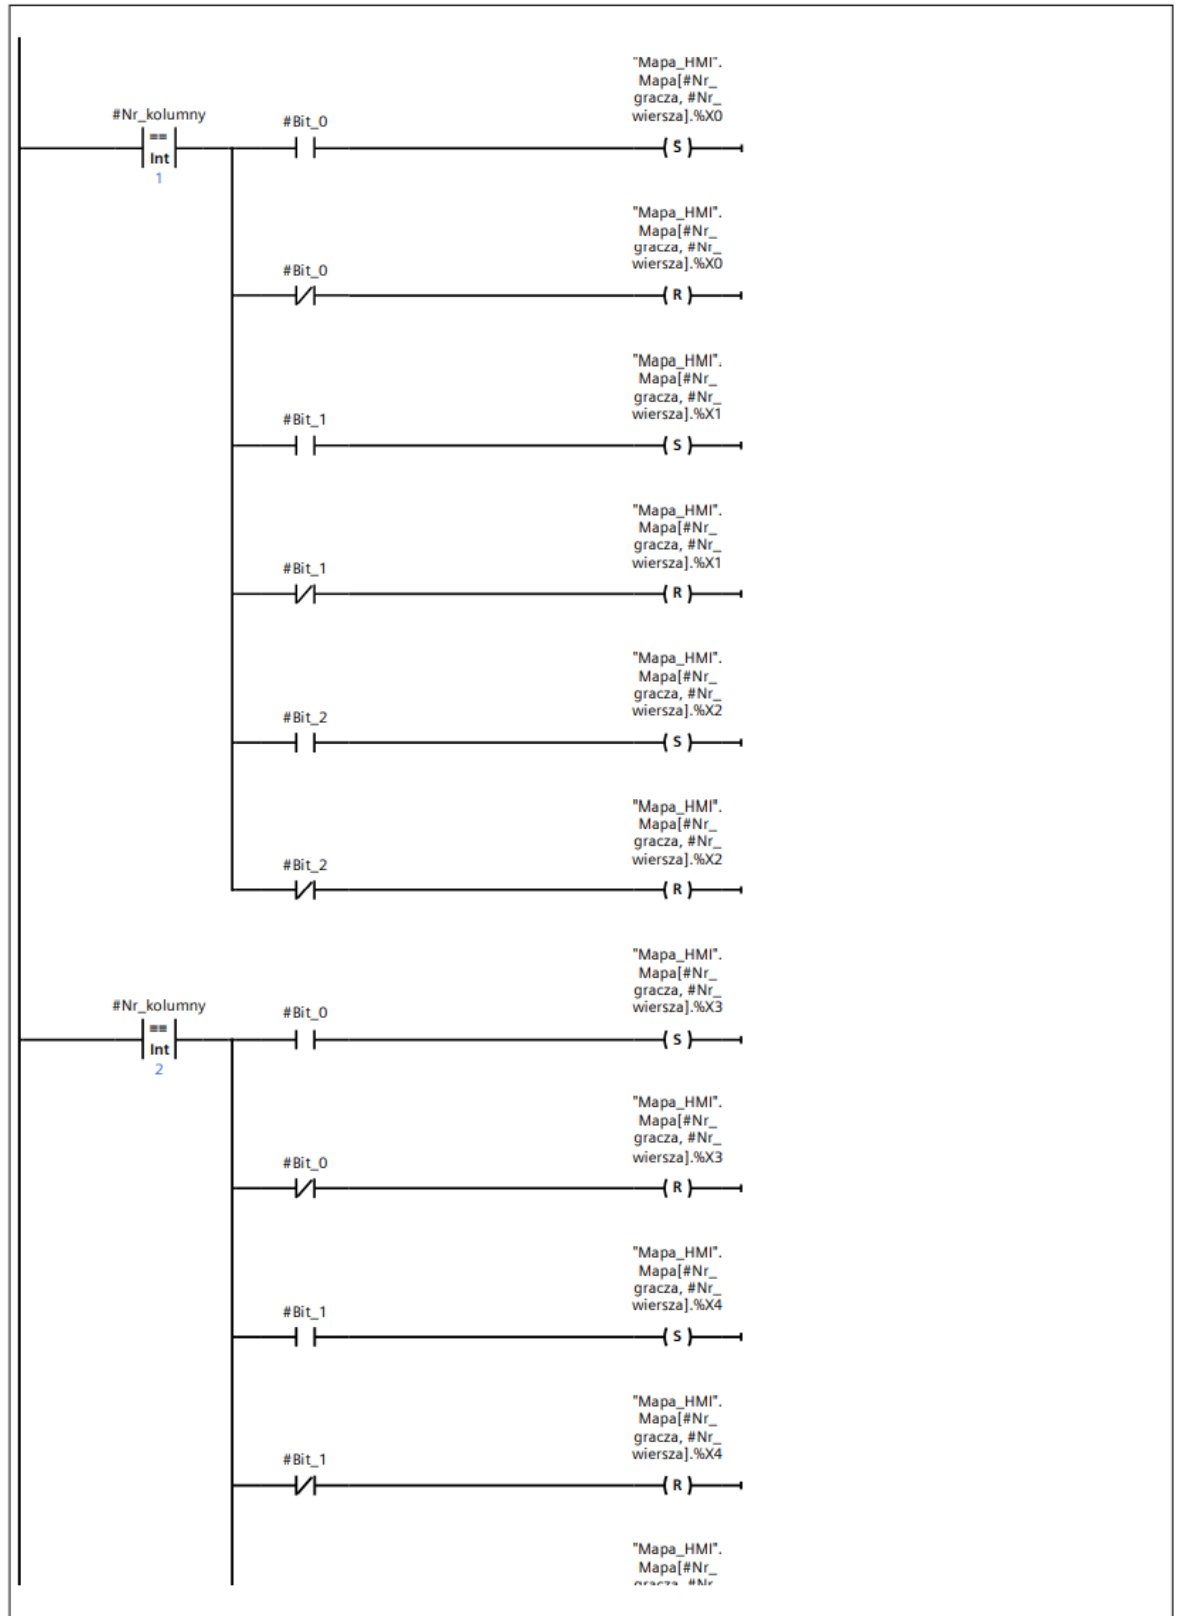 "Mapa_HMI".
Mapa[#Nr_
gracza, #Nr_
wiersza].%X0
#Nr_kolumny
#Bit_0
==
Int
S
1
"Mapa_HMI".
Mapa[#Nr_
gracza, #Nr_
wiersza].%X0
#Bit_0
R
"Mapa_HMI".
Mapa[#Nr_
gracza, #Nr_
wiersza].%X1
#Bit_1
S
"Mapa_HMI".
Mapa[#Nr_
gracza, #Nr_
wiersza].%X1
#Bit_1
R
"Mapa_HMI".
Mapa[#Nr_
gracza, #Nr_
wiersza].%X2
#Bit_2
S
"Mapa_HMI".
Mapa[#Nr_
gracza, #Nr_
wiersza].%X2
#Bit_2
R
"Mapa_HMI".
Mapa[#Nr_
gracza, #Nr_
wiersza].%X3
#Nr_kolumny
#Bit_0
==
Int
S
2
"Mapa_HMI".
Mapa[#Nr_
gracza, #Nr_
wiersza].%X3
#Bit_0
R
"Mapa_HMI".
Mapa[#Nr_
gracza, #Nr_
wiersza].%X4
#Bit_1
S
"Mapa_HMI".
Mapa[#Nr_
gracza, #Nr_
wiersza].%X4
#Bit_1
R
"Mapa_HMI".
Mapa[#Nr_